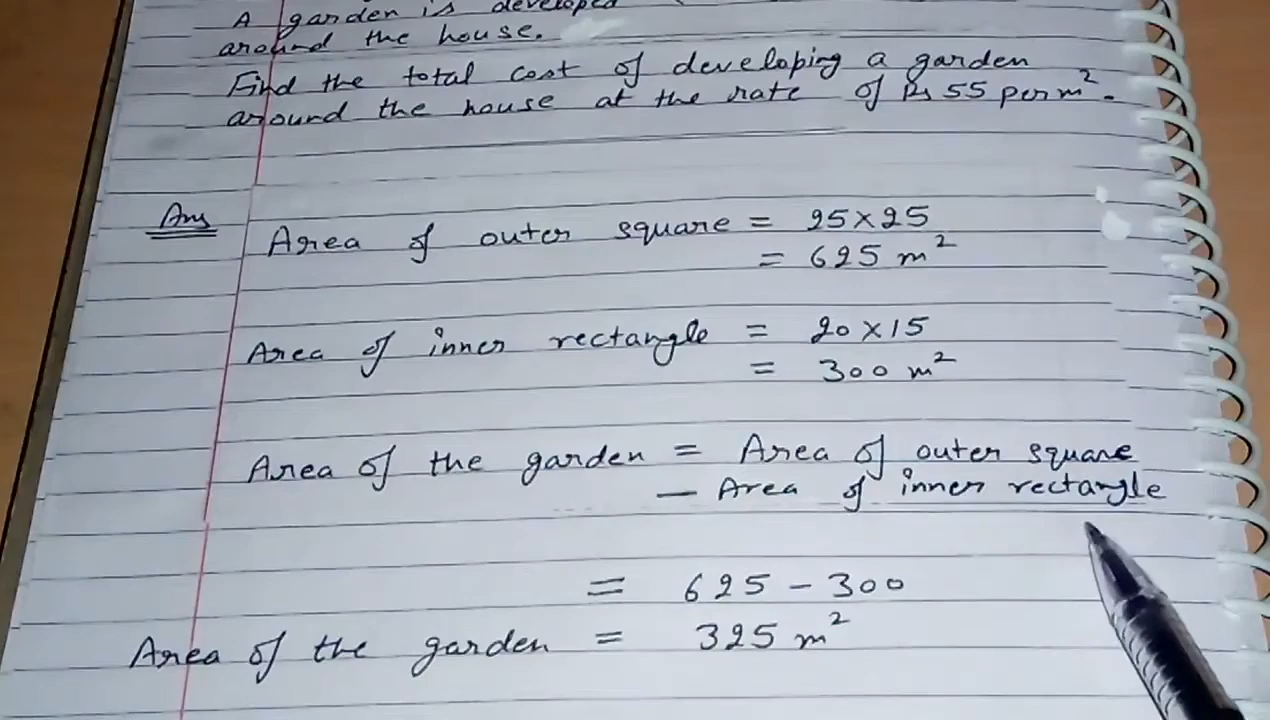 A garden is developed
around the house.
Find the total cost of developing a garden
around the house at the rate of Rs 55 per m².
Ans
Area of outer square = 25×25
= 625 m²
Area of inner rectangle = 20×15
= 300 m²
Area of the garden = Area of outer square
— Area of inner rectangle
= 625 – 300
Area of the garden = 325 m²